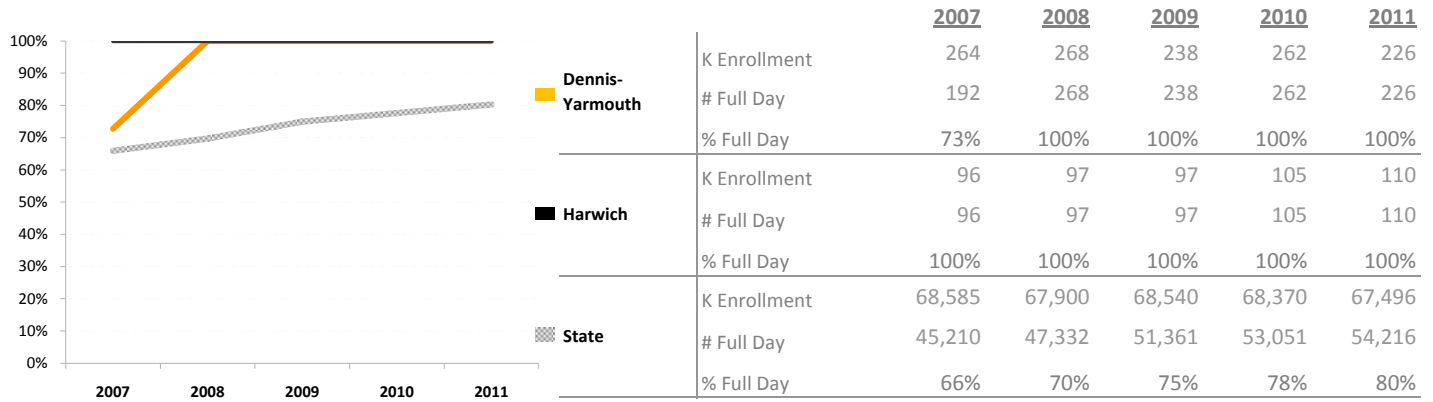 100%
90%
80%
70%
60%
50%
40%
30%
20%
10%
0%
2007 2008 2009 2010 2011
2007 2008 2009 2010 2011
Dennis-
Yarmouth
K Enrollment 264 268 238 262 226
# Full Day 192 268 238 262 226
% Full Day 73% 100% 100% 100% 100%
Harwich
K Enrollment 96 97 97 105 110
# Full Day 96 97 97 105 110
% Full Day 100% 100% 100% 100% 100%
State
K Enrollment 68,585 67,900 68,540 68,370 67,496
# Full Day 45,210 47,332 51,361 53,051 54,216
% Full Day 66% 70% 75% 78% 80%